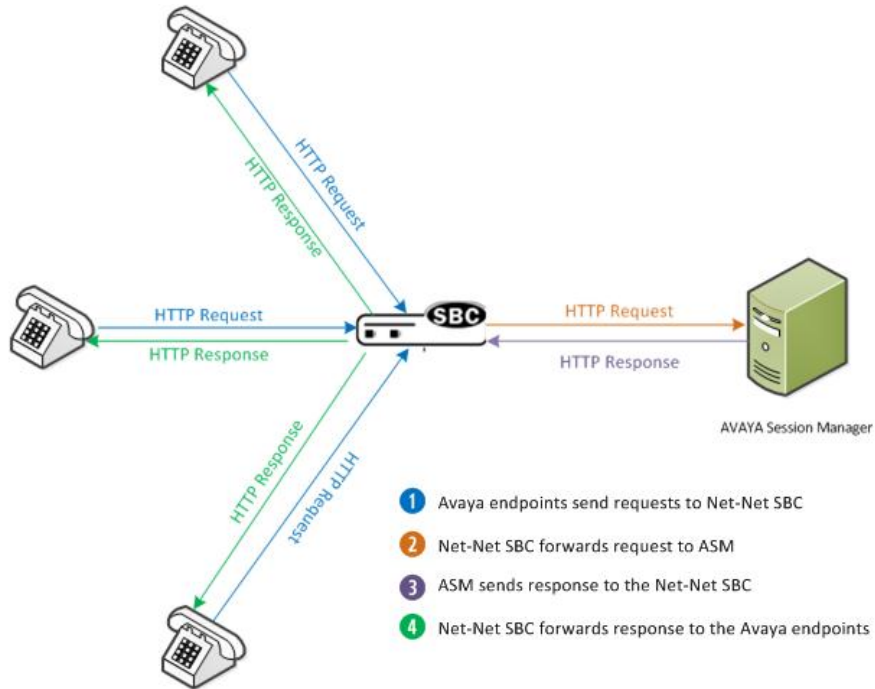 HTTP Request
HTTP Response
SBC
HTTP Request
HTTP Response
HTTP Request
HTTP Response
HTTP Response
HTTP Request
AVAYA Session Manager
1 Avaya endpoints send requests to Net-Net SBC
2 Net-Net SBC forwards request to ASM
3 ASM sends response to the Net-Net SBC
4 Net-Net SBC forwards response to the Avaya endpoints